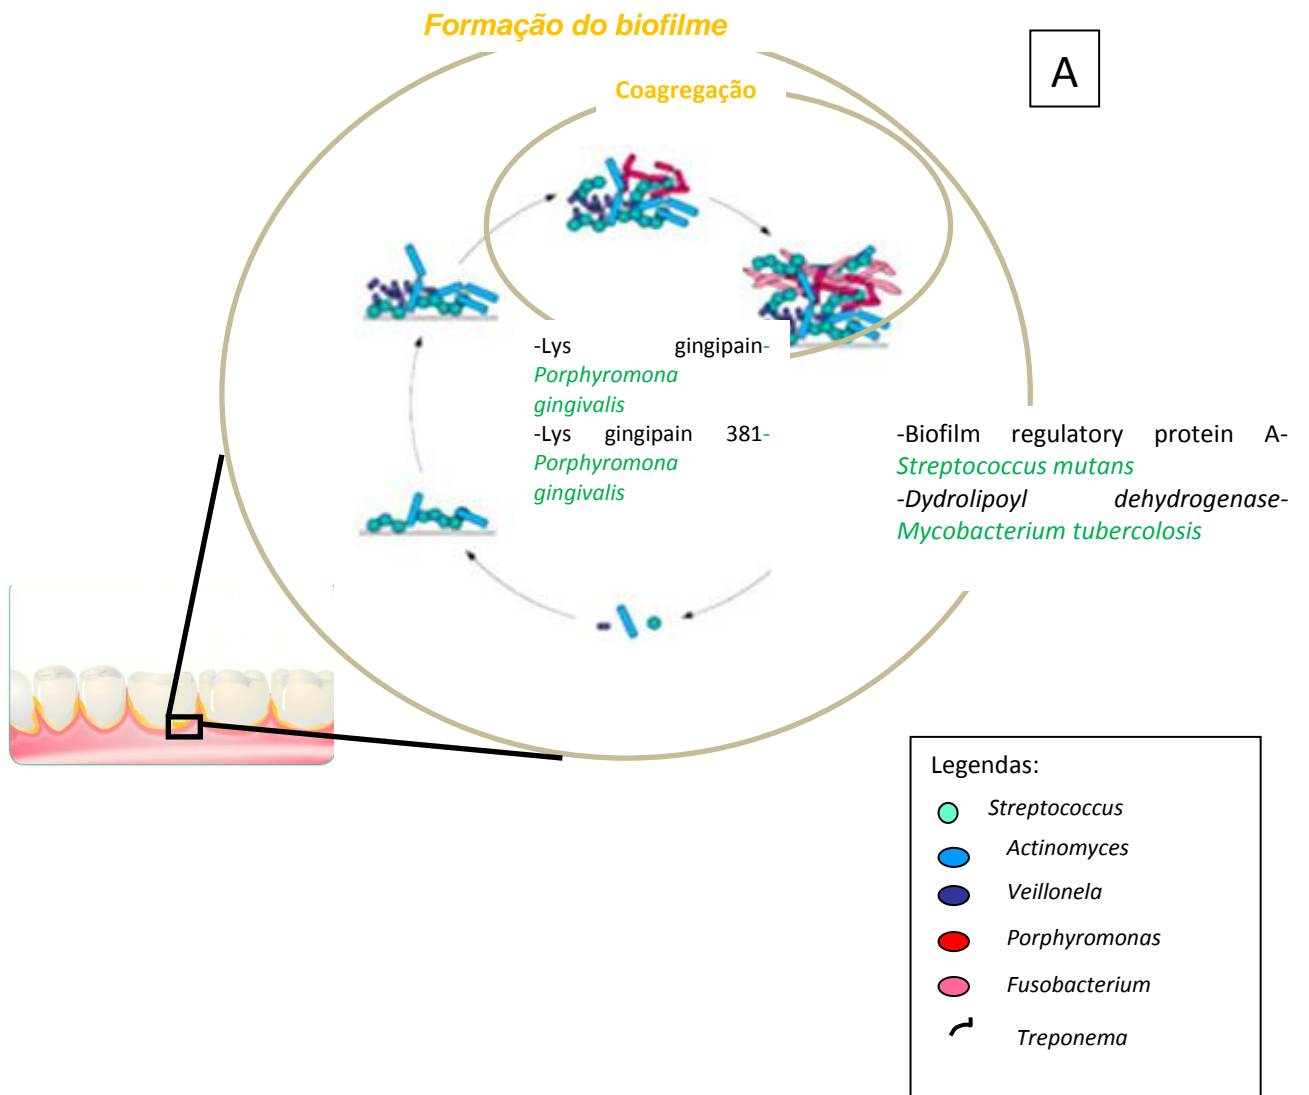 Formação do biofilme
A
Coagregação
-Lys gingipain-
Porphyromona
gingivalis
-Lys gingipain 381-
Porphyromona
gingivalis
-Biofilm regulatory protein A-
Streptococcus mutans
-Dydrolipoyl dehydrogenase-
Mycobacterium tubercolosis
Legendas:
Streptococcus
Actinomyces
Veillonela
Porphyromonas
Fusobacterium
Treponema